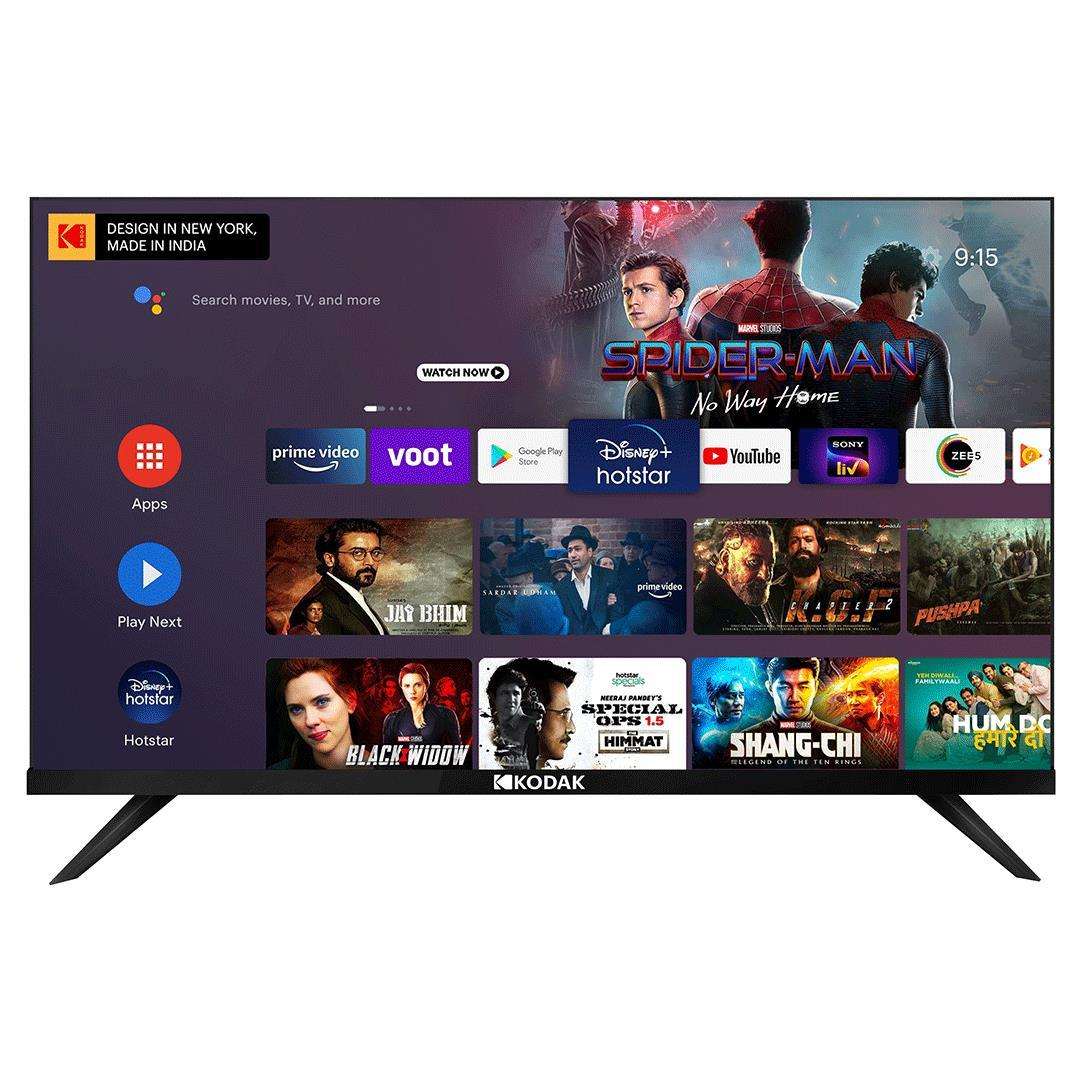 DESIGN IN NEW YORK,
MADE IN INDIA
9:15
Search movies, TV, and more
MARVEL STUDIOS
SPIDER-MAN
No Way Home
WATCH NOW
prime video
voot
Google Play
Store
Disney+
hotstar
YouTube
SONY
liv
ZEE5
Apps
JAI BHIM
SARDAR UDHAM
prime video
K.G.F
CHAPTER 2
PUSHPA
Play Next
Disney+
hotstar
Hotstar
MARVEL STUDIOS
BLACK WIDOW
hotstar
specials
NEERAJ PANDEY'S
SPECIAL
OPS 1.5
THE
HIMMAT
STORY
MARVEL STUDIOS
SHANG-CHI
AND THE LEGEND OF THE TEN RINGS
YEH DIWALI...
FAMILYWAALI
HUM DO
हमारे दो
KODAK